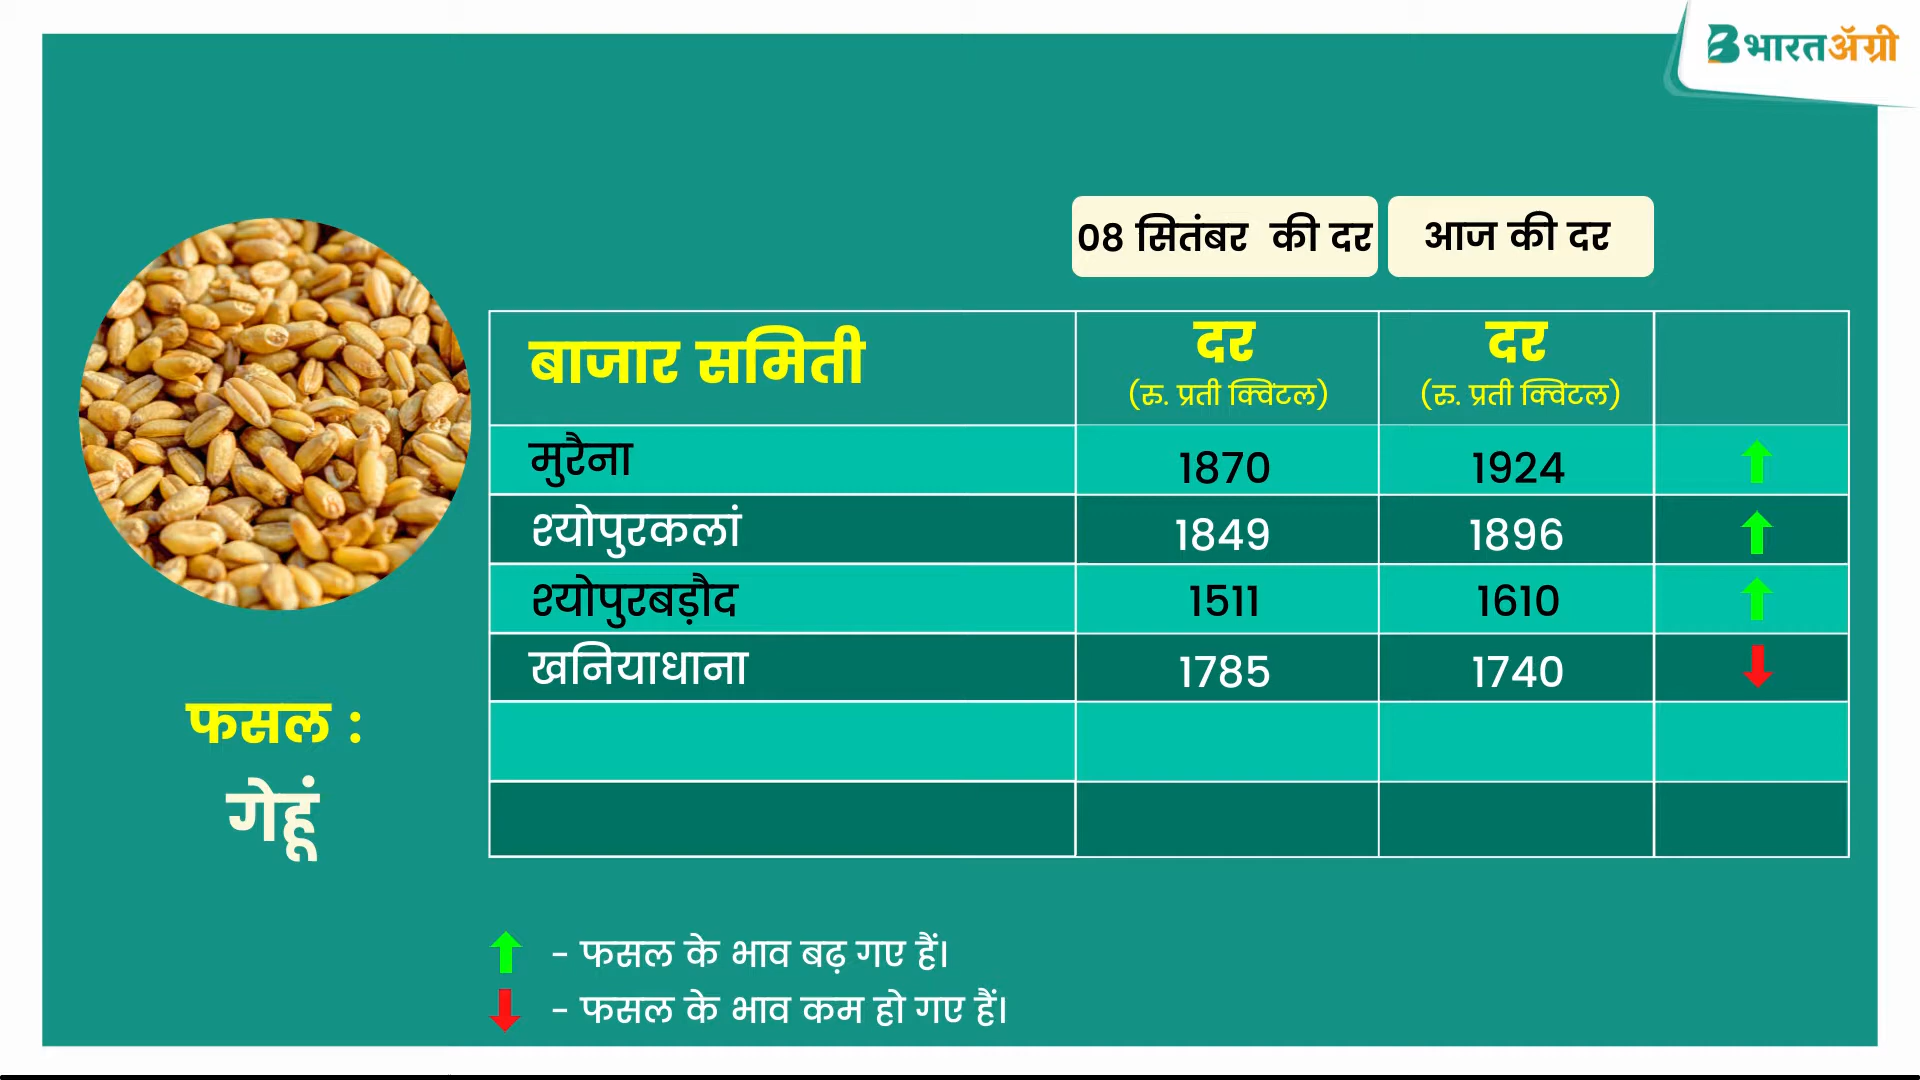 भारतॲग्री
08 सितंबर की दर
आज की दर
बाजार समिती
दर
(रु. प्रती क्विंटल)
दर
(रु. प्रती क्विंटल)
मुरैना 1870 1924
श्योपुरकलां 1849 1896
श्योपुरबड़ौद 1511 1610
खनियाधाना 1785 1740
फसल :
गेहूं
- फसल के भाव बढ़ गए हैं।
- फसल के भाव कम हो गए हैं।